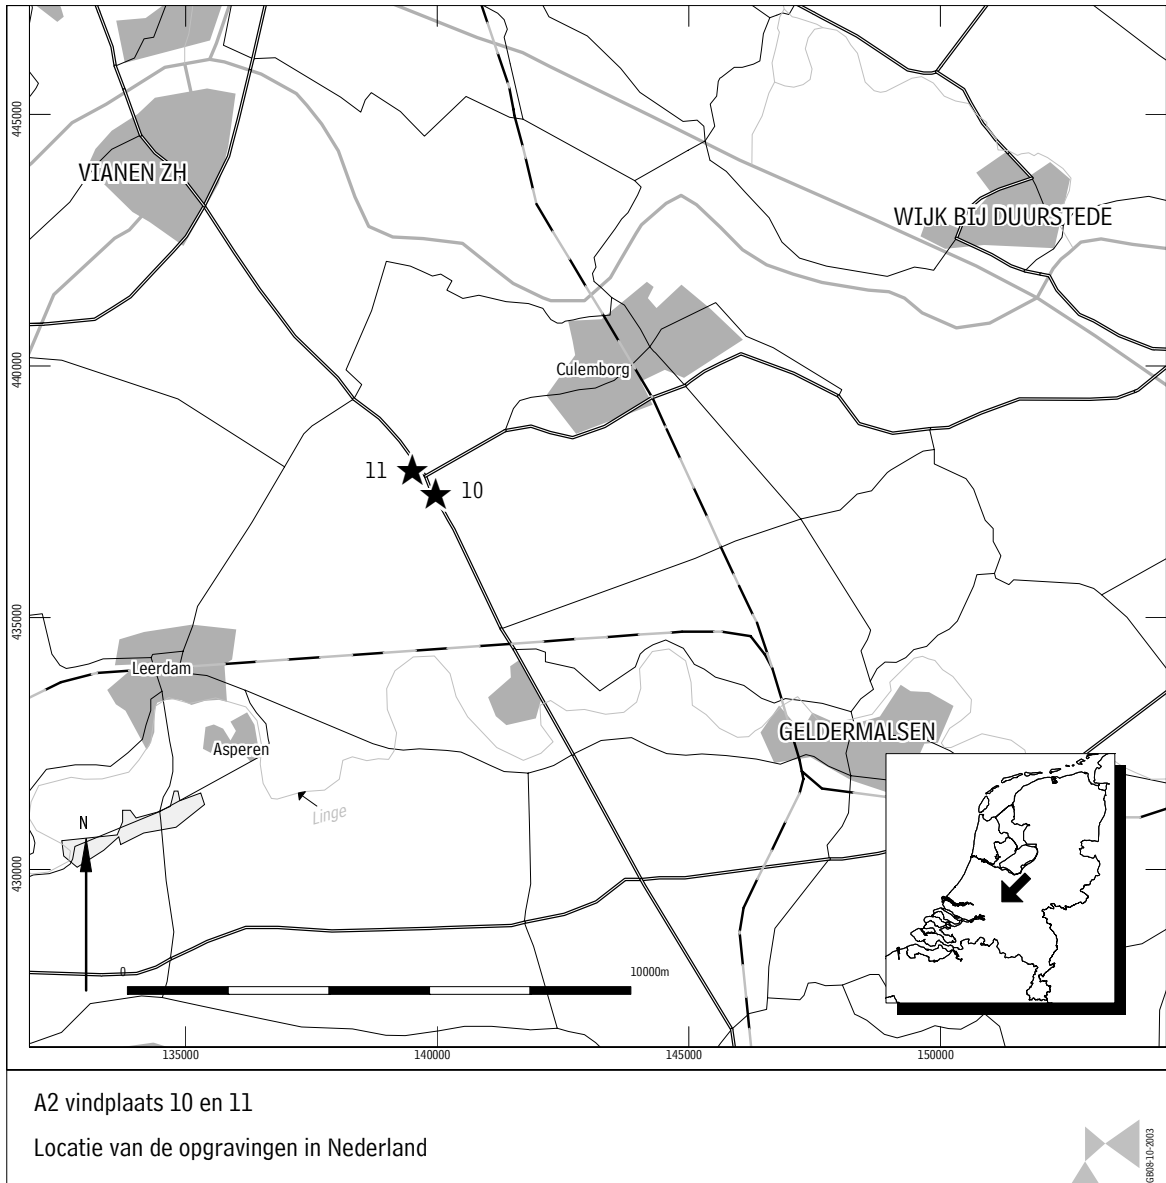 445000
VIANEN ZH
WIJK BIJ DUURSTEDE
440000
Culemborg
11
10
435000
Leerdam
GELDERMALSEN
Asperen
Linge
N
430000
0
10000m
135000
140000
145000
150000
A2 vindplaats 10 en 11
Locatie van de opgravingen in Nederland
GB08-10-2003